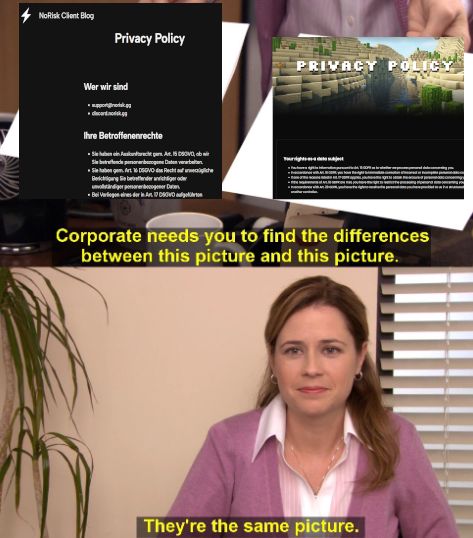 NoRisk Client Blog
Privacy Policy
Wer wir sind
support@norisk.gg
discord.norisk.gg
Ihre Betroffenenrechte
Sie haben ein Auskunftsrecht gem. Art. 15 DSGVO, ob wir
Sie betreffende personenbezogene Daten verarbeiten.
Sie haben gem. Art. 16 DSGVO das Recht auf unverzügliche
Berichtigung Sie betreffender unrichtiger oder
unvollständiger personenbezogener Daten.
Bei Vorliegen eines der in Art. 17 DSGVO aufgeführten
PRIVACY POLICY
Your rights as a data subject
Corporate needs you to find the differences
between this picture and this picture.
They're the same picture.